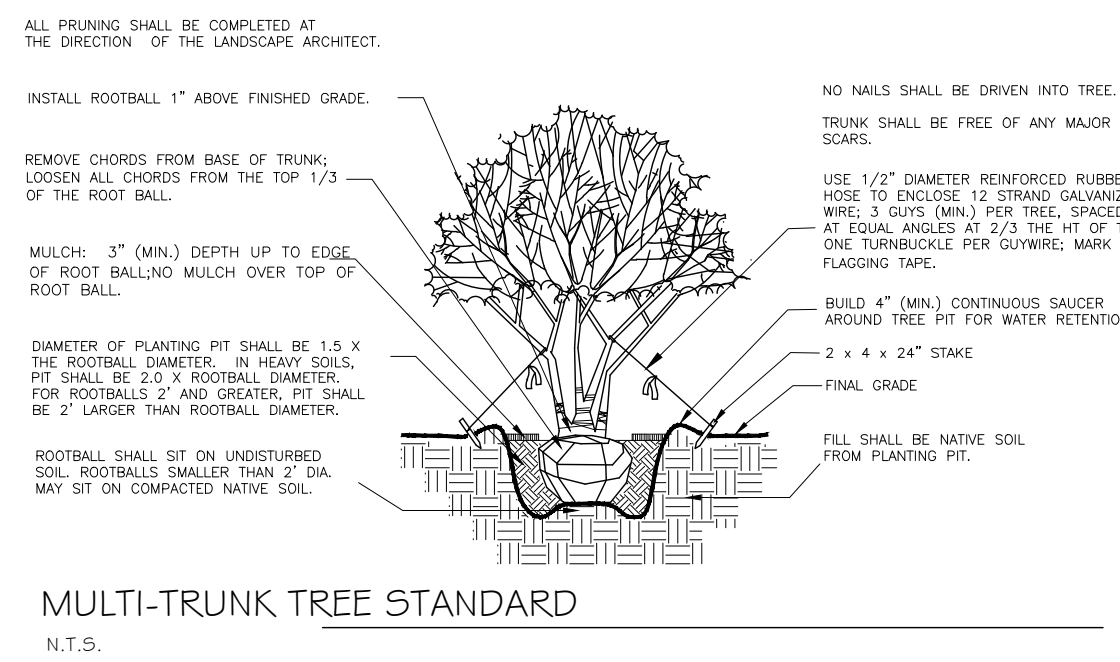 ALL PRUNING SHALL BE COMPLETED AT
THE DIRECTION OF THE LANDSCAPE ARCHITECT.
INSTALL ROOTBALL 1" ABOVE FINISHED GRADE.
REMOVE CHORDS FROM BASE OF TRUNK;
LOOSEN ALL CHORDS FROM THE TOP 1/3
OF THE ROOT BALL.
MULCH: 3" (MIN.) DEPTH UP TO EDGE
OF ROOT BALL;NO MULCH OVER TOP OF
ROOT BALL.
DIAMETER OF PLANTING PIT SHALL BE 1.5 X
THE ROOTBALL DIAMETER. IN HEAVY SOILS,
PIT SHALL BE 2.0 X ROOTBALL DIAMETER.
FOR ROOTBALLS 2' AND GREATER, PIT SHALL
BE 2' LARGER THAN ROOTBALL DIAMETER.
ROOTBALL SHALL SIT ON UNDISTURBED
SOIL. ROOTBALLS SMALLER THAN 2' DIA.
MAY SIT ON COMPACTED NATIVE SOIL.
NO NAILS SHALL BE DRIVEN INTO TREE.
TRUNK SHALL BE FREE OF ANY MAJOR
SCARS.
USE 1/2" DIAMETER REINFORCED
HOSE TO ENCLOSE 12 STRAND
WIRE; 3 GUYS (MIN.) PER TREE, SPACED
AT EQUAL ANGLES AT 2/3 THE HT OF
ONE TURNBUCKLE PER GUYWIRE; MARK
FLAGGING TAPE.
BUILD 4" (MIN.) CONTINUOUS SAUCER
AROUND TREE PIT FOR WATER
2 x 4 x 24" STAKE
FINAL GRADE
FILL SHALL BE NATIVE SOIL
FROM PLANTING PIT.
MULTI-TRUNK TREE STANDARD
N.T.S.